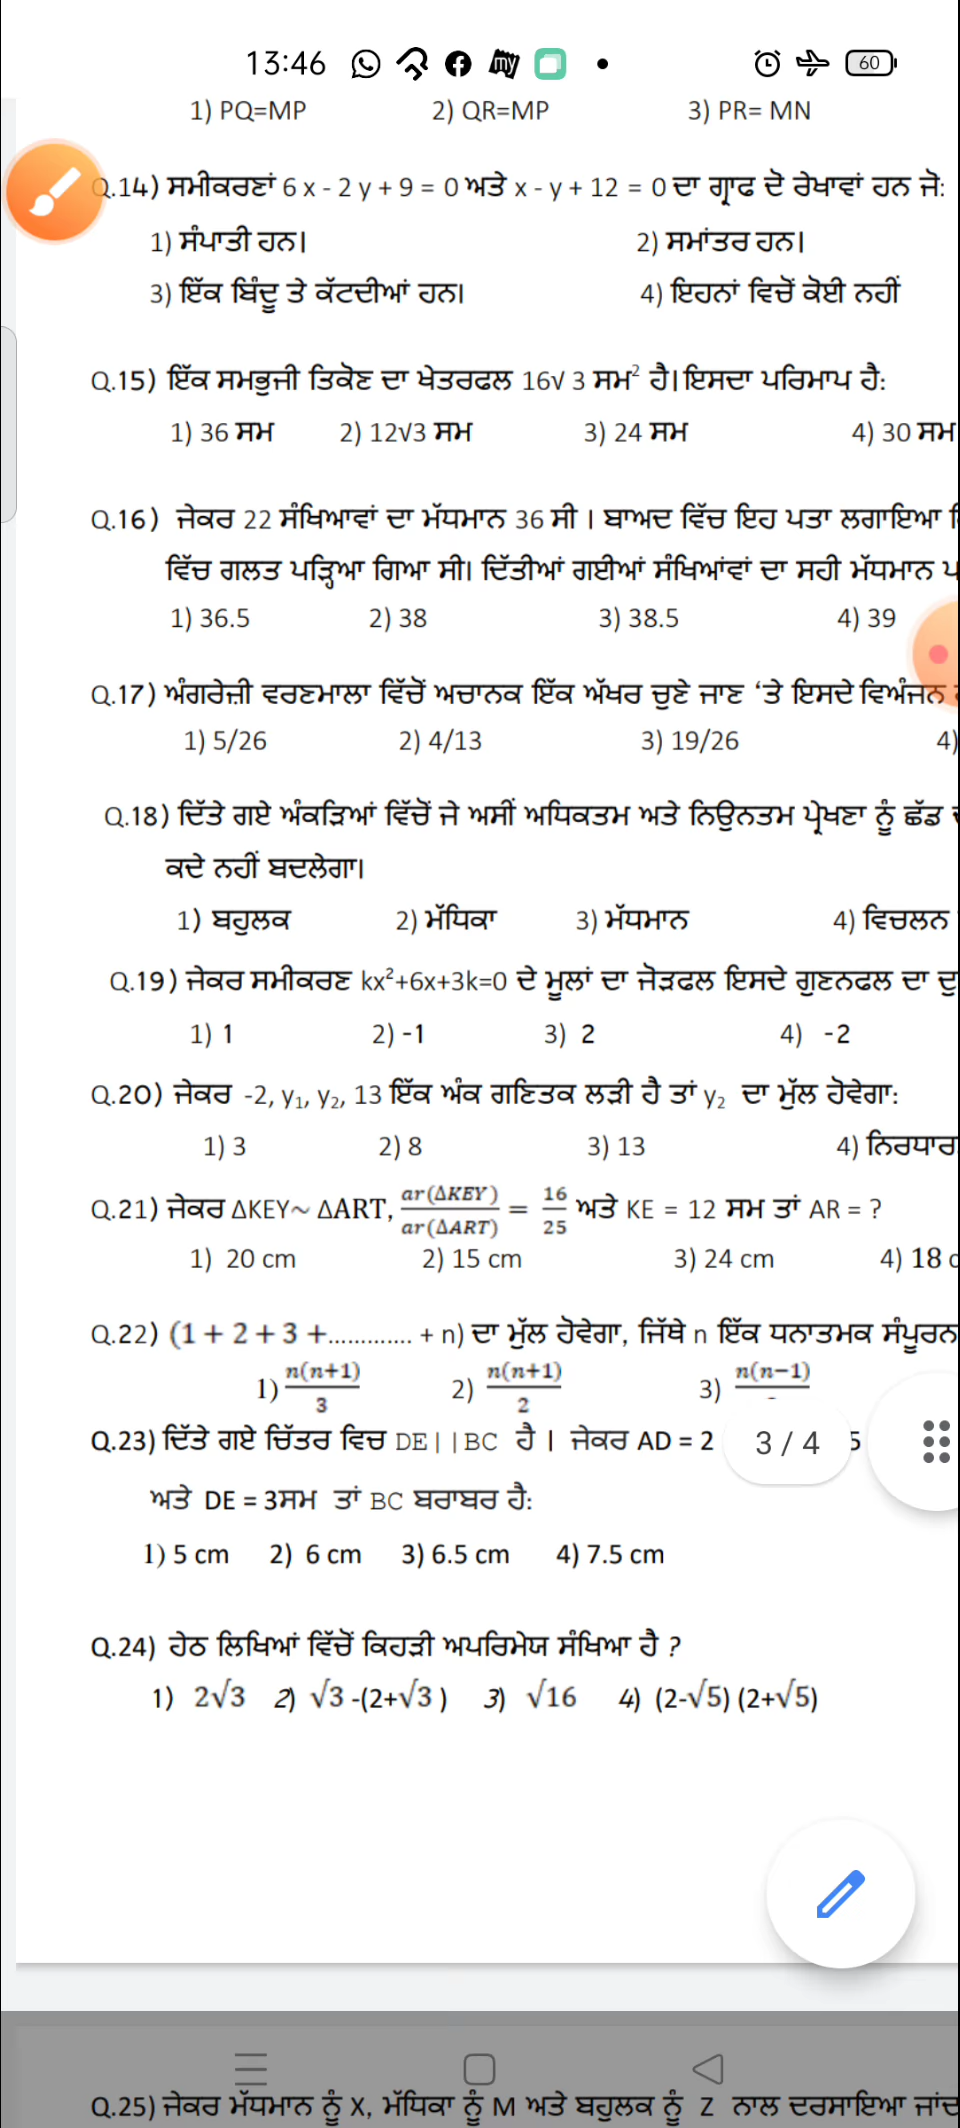 13:46 my 60
1) PQ=MP 2) QR=MP 3) PR= MN
Q.14) ਸਮੀਕਰਣਾਂ 6 x - 2 y + 9 = 0 ਅਤੇ x - y + 12 = 0 ਦਾ ਗ੍ਰਾਫ ਦੋ ਰੇਖਾਵਾਂ ਹਨ ਜੋ:
1) ਸੰਪਾਤੀ ਹਨ। 2) ਸਮਾਂਤਰ ਹਨ।
3) ਇੱਕ ਬਿੰਦੂ ਤੇ ਕੱਟਦੀਆਂ ਹਨ। 4) ਇਹਨਾਂ ਵਿਚੋਂ ਕੋਈ ਨਹੀਂ
Q.15) ਇੱਕ ਸਮਭੁਜੀ ਤਿਕੋਣ ਦਾ ਖੇਤਰਫਲ 16√ 3 ਸਮ² ਹੈ। ਇਸਦਾ ਪਰਿਮਾਪ ਹੈ:
1) 36 ਸਮ 2) 12√3 ਸਮ 3) 24 ਸਮ 4) 30 ਸਮ
Q.16) ਜੇਕਰ 22 ਸੰਖਿਆਵਾਂ ਦਾ ਮੱਧਮਾਨ 36 ਸੀ। ਬਾਅਦ ਵਿੱਚ ਇਹ ਪਤਾ ਲਗਾਇਆ
ਵਿੱਚ ਗਲਤ ਪੜ੍ਹਿਆ ਗਿਆ ਸੀ। ਦਿੱਤੀਆਂ ਗਈਆਂ ਸੰਖਿਆਂਵਾਂ ਦਾ ਸਹੀ ਮੱਧਮਾਨ
1) 36.5 2) 38 3) 38.5 4) 39
Q.17) ਅੰਗਰੇਜ਼ੀ ਵਰਣਮਾਲਾ ਵਿੱਚੋਂ ਅਚਾਨਕ ਇੱਕ ਅੱਖਰ ਚੁਣੇ ਜਾਣ ‘ਤੇ ਇਸਦੇ ਵਿਅੰਜਨ
1) 5/26 2) 4/13 3) 19/26 4)
Q.18) ਦਿੱਤੇ ਗਏ ਅੰਕੜਿਆਂ ਵਿੱਚੋਂ ਜੇ ਅਸੀਂ ਅਧਿਕਤਮ ਅਤੇ ਨਿਊਨਤਮ ਪ੍ਰੇਖਣਾ ਨੂੰ ਛੱਡ
ਕਦੇ ਨਹੀਂ ਬਦਲੇਗਾ।
1) ਬਹੁਲਕ 2) ਮੱਧਿਕਾ 3) ਮੱਧਮਾਨ 4) ਵਿਚਲਨ
Q.19) ਜੇਕਰ ਸਮੀਕਰਣ kx²+6x+3k=0 ਦੇ ਮੂਲਾਂ ਦਾ ਜੋੜਫਲ ਇਸਦੇ ਗੁਣਨਫਲ ਦਾ
1) 1 2) -1 3) 2 4) -2
Q.20) ਜੇਕਰ -2, y₁, y₂, 13 ਇੱਕ ਅੰਕ ਗਣਿਤਕ ਲੜੀ ਹੈ ਤਾਂ y₂ ਦਾ ਮੁੱਲ ਹੋਵੇਗਾ:
1) 3 2) 8 3) 13 4)
Q.21) ਜੇਕਰ ∆KEY~ ∆ART, ar(∆KEY)/ar(∆ART) = 16/25 ਅਤੇ KE = 12 ਸਮ ਤਾਂ AR = ?
1) 20 cm 2) 15 cm 3) 24 cm 4) 18
Q.22) (1 + 2 + 3 +............. + n) ਦਾ ਮੁੱਲ ਹੋਵੇਗਾ, ਜਿੱਥੇ n ਇੱਕ ਧਨਾਤਮਕ ਸੰਪੂਰਨ
1) n(n+1)/3 2) n(n+1)/2 3) n(n−1)
Q.23) ਦਿੱਤੇ ਗਏ ਚਿੱਤਰ ਵਿਚ DE||BC ਹੈ। ਜੇਕਰ AD = 2 3 / 4 5
ਅਤੇ DE = 3ਸਮ ਤਾਂ BC ਬਰਾਬਰ ਹੈ:
1) 5 cm 2) 6 cm 3) 6.5 cm 4) 7.5 cm
Q.24) ਹੇਠ ਲਿਖਿਆਂ ਵਿੱਚੋਂ ਕਿਹੜੀ ਅਪਰਿਮੇਯ ਸੰਖਿਆ ਹੈ ?
1) 2√3 2) √3 -(2+√3 ) 3) √16 4) (2-√5) (2+√5)
Q.25) ਜੇਕਰ ਮੱਧਮਾਨ ਨੂੰ X, ਮੱਧਿਕਾ ਨੂੰ M ਅਤੇ ਬਹੁਲਕ ਨੂੰ Z ਨਾਲ ਦਰਸਾਇਆ